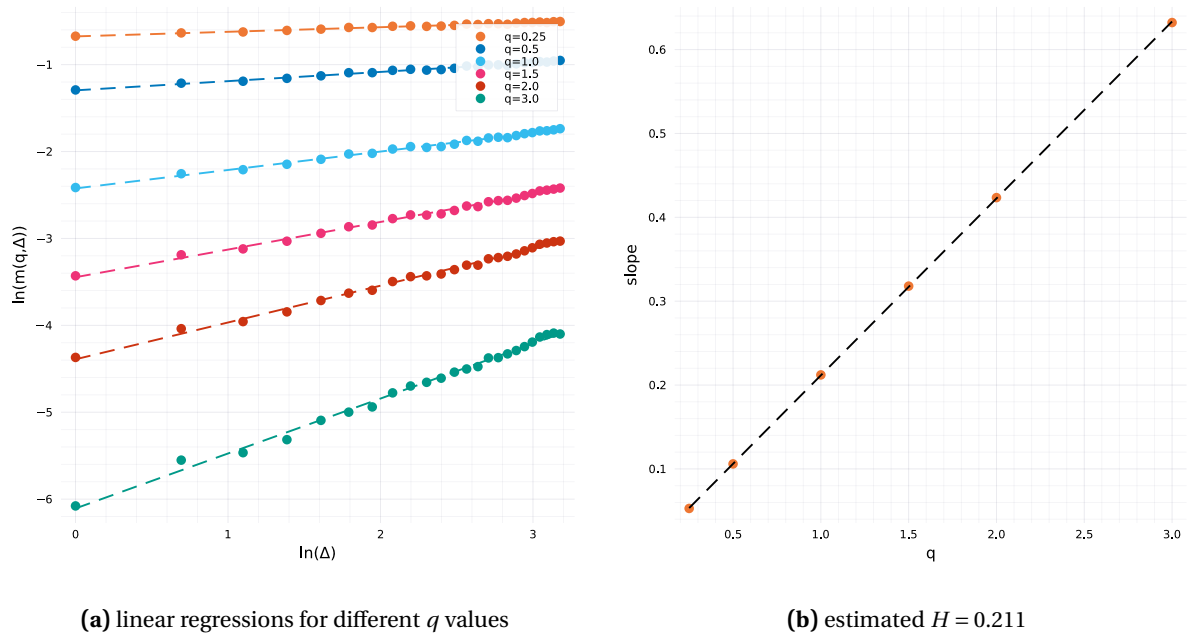 ln(m(q,Δ))
−1
−2
−3
−4
−5
−6
q=0.25
q=0.5
q=1.0
q=1.5
q=2.0
q=3.0
0 1 2 3
ln(Δ)
slope
0.6
0.5
0.4
0.3
0.2
0.1
0.5 1.0 1.5 2.0 2.5 3.0
q
(a) linear regressions for different q values
(b) estimated H = 0.211